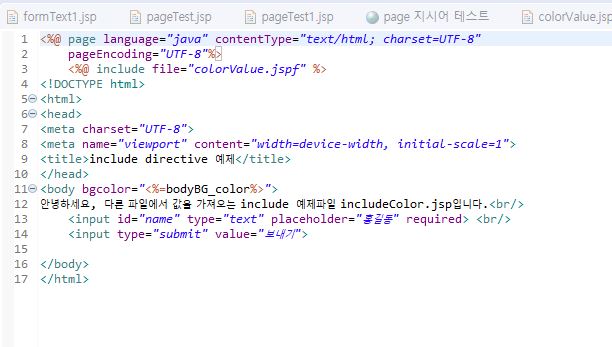 formText1.jsp pageTest.jsp pageTest1.jsp page 지시어 테스트 colorValue.js
1 <%@ page language="java" contentType="text/html; charset=UTF-8"
2 pageEncoding="UTF-8"%>
3 <%@ include file="colorValue.jspf" %>
4 <!DOCTYPE html>
5 <html>
6 <head>
7 <meta charset="UTF-8">
8 <meta name="viewport" content="width=device-width, initial-scale=1">
9 <title>include directive 예제</title>
10 </head>
11 <body bgcolor="<%=bodyBG_color%>">
12 안녕하세요, 다른 파일에서 값을 가져오는 include 예제파일 includeColor.jsp입니다.<br/>
13 <input id="name" type="text" placeholder="홍길동" required> <br/>
14 <input type="submit" value="보내기">
15
16 </body>
17 </html>